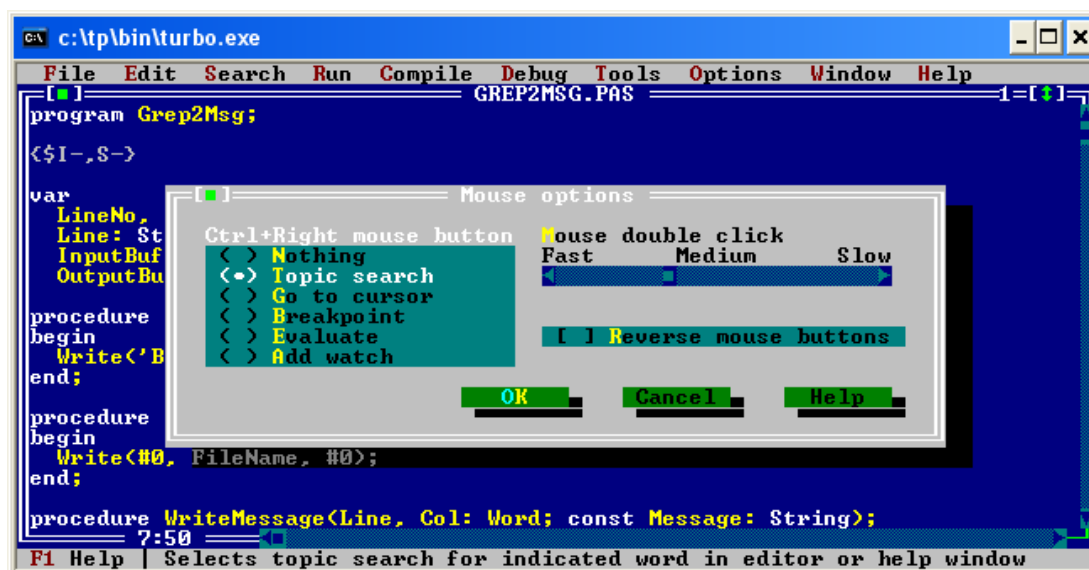 c:\tp\bin\turbo.exe
File Edit Search Run Compile Debug Tools Options Window Help
[■] GREP2MSG.PAS 1=[↕]
program Grep2Msg;
{$I-,S-}
var
LineNo,
Line: St
InputBuf
OutputBu
procedure
begin
Write('B
end;
procedure
begin
Write(#0, FileName, #0);
end;
procedure WriteMessage(Line, Col: Word; const Message: String);
[■] Mouse options
Ctrl+Right mouse button
( ) Nothing
(•) Topic search
( ) Go to cursor
( ) Breakpoint
( ) Evaluate
( ) Add watch
Mouse double click
Fast Medium Slow
[ ] Reverse mouse buttons
OK Cancel Help
7:50
F1 Help | Selects topic search for indicated word in editor or help window